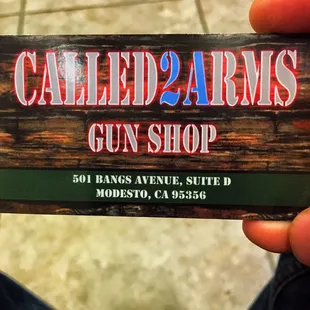 CALLED2ARMS
GUN SHOP
501 BANGS AVENUE, SUITE D
MODESTO, CA 95356